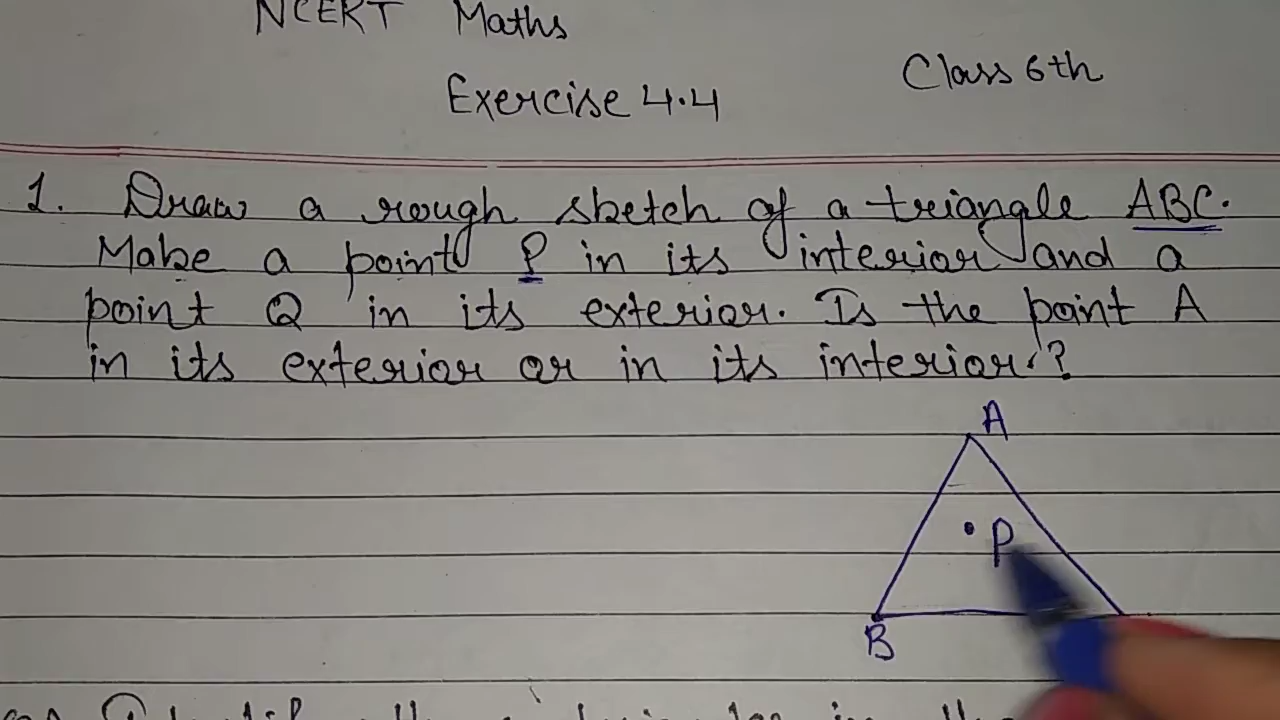 NCERT Maths
Class 6th
Exercise 4.4
1. Draw a rough sketch of a triangle ABC.
Make a point P in its interior and a
point Q in its exterior. Is the point A
in its exterior or in its interior.?
A
P
B